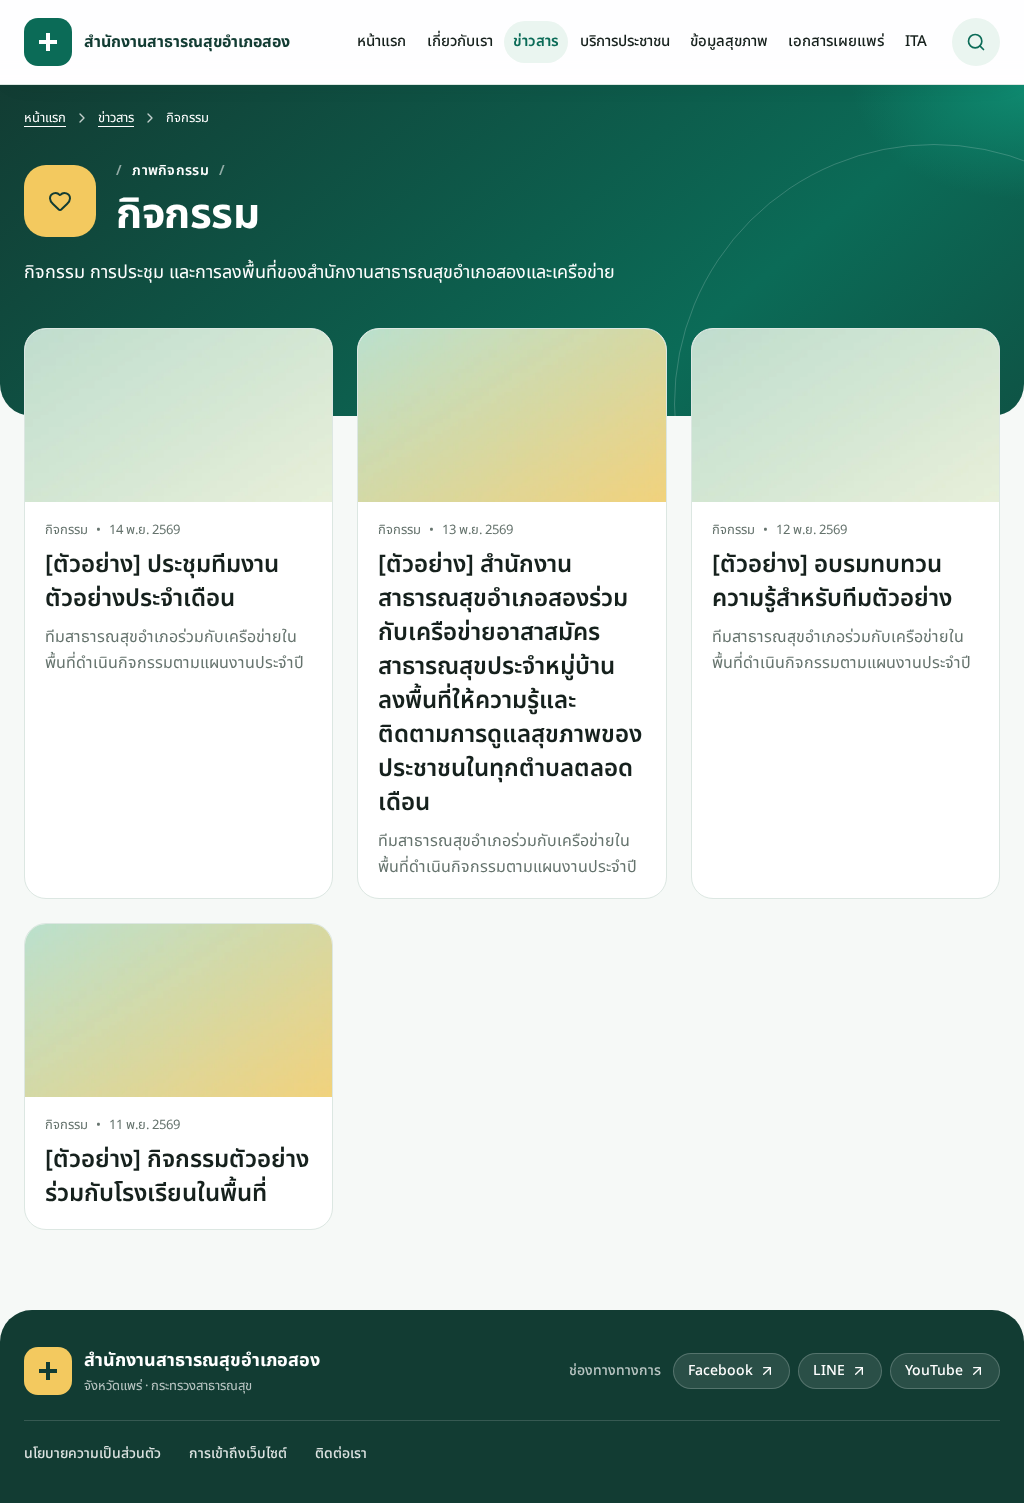 สำนักงานสาธารณสุขอำเภอสอง
หน้าแรก เกี่ยวกับเรา ข่าวสาร บริการประชาชน ข้อมูลสุขภาพ เอกสารเผยแพร่ ITA
หน้าแรก > ข่าวสาร > กิจกรรม
/ ภาพกิจกรรม /
กิจกรรม
กิจกรรม การประชุม และการลงพื้นที่ของสำนักงานสาธารณสุขอำเภอสองและเครือข่าย
กิจกรรม • 14 พ.ย. 2569
[ตัวอย่าง] ประชุมทีมงาน
ตัวอย่างประจำเดือน
ทีมสาธารณสุขอำเภอร่วมกับเครือข่ายใน
พื้นที่ดำเนินกิจกรรมตามแผนงานประจำปี
กิจกรรม • 13 พ.ย. 2569
[ตัวอย่าง] สำนักงาน
สาธารณสุขอำเภอสองร่วม
กับเครือข่ายอาสาสมัคร
สาธารณสุขประจำหมู่บ้าน
ลงพื้นที่ให้ความรู้และ
ติดตามการดูแลสุขภาพของ
ประชาชนในทุกตำบลตลอด
เดือน
ทีมสาธารณสุขอำเภอร่วมกับเครือข่ายใน
พื้นที่ดำเนินกิจกรรมตามแผนงานประจำปี
กิจกรรม • 12 พ.ย. 2569
[ตัวอย่าง] อบรมทบทวน
ความรู้สำหรับทีมตัวอย่าง
ทีมสาธารณสุขอำเภอร่วมกับเครือข่ายใน
พื้นที่ดำเนินกิจกรรมตามแผนงานประจำปี
กิจกรรม • 11 พ.ย. 2569
[ตัวอย่าง] กิจกรรมตัวอย่าง
ร่วมกับโรงเรียนในพื้นที่
สำนักงานสาธารณสุขอำเภอสอง
จังหวัดแพร่ · กระทรวงสาธารณสุข
ช่องทางทางการ Facebook LINE YouTube
นโยบายความเป็นส่วนตัว การเข้าถึงเว็บไซต์ ติดต่อเรา